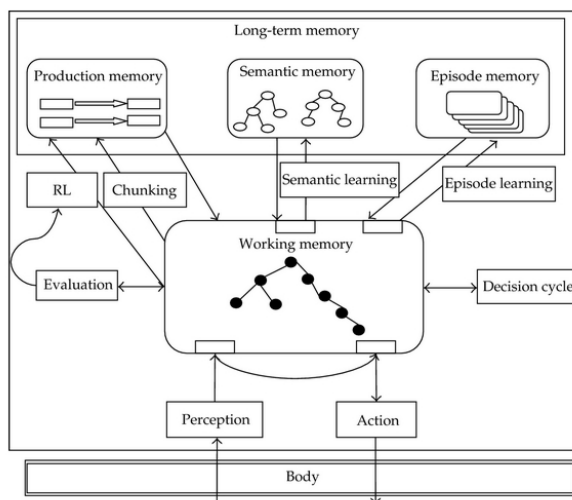 Long-term memory
Production memory
Semantic memory
Episode memory
RL
Chunking
Semantic learning
Episode learning
Working memory
Evaluation
Decision cycle
Perception
Action
Body